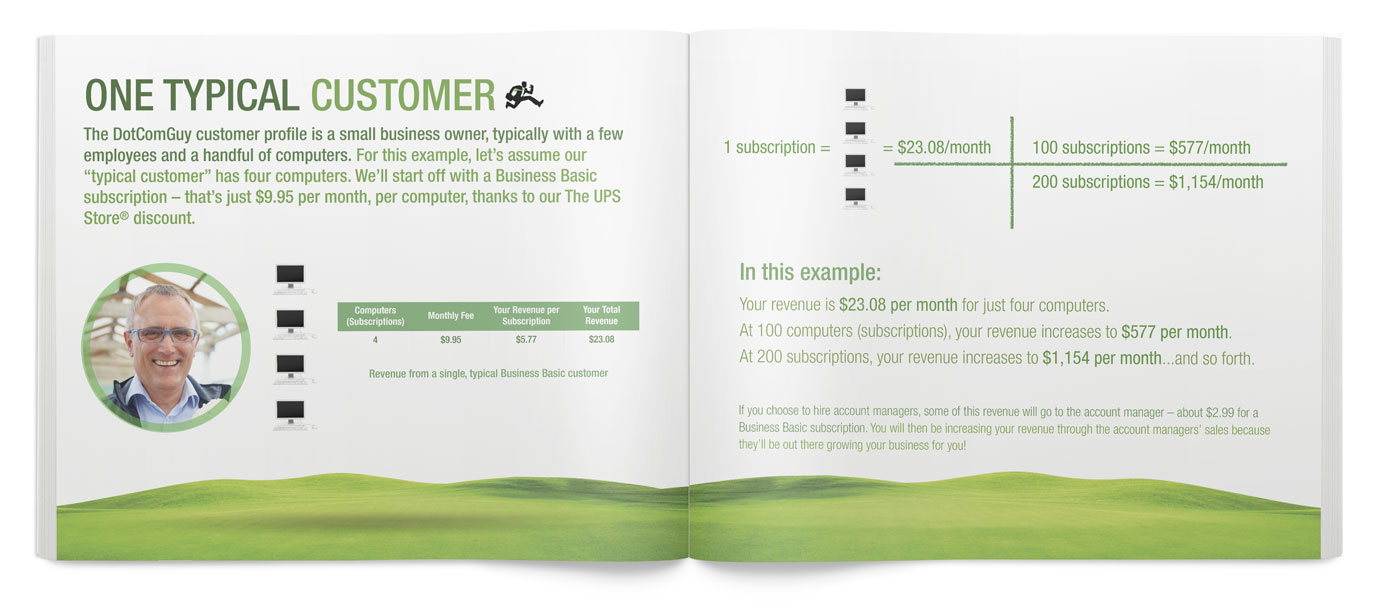 ONE TYPICAL CUSTOMER
The DotComGuy customer profile is a small business owner, typically with a few
employees and a handful of computers. For this example, let’s assume our
“typical customer” has four computers. We’ll start off with a Business Basic
subscription – that’s just $9.95 per month, per computer, thanks to our The UPS
Store® discount.
Computers (Subscriptions) Monthly Fee Your Revenue per Subscription Your Total Revenue
4 $9.95 $5.77 $23.08
Revenue from a single, typical Business Basic customer
1 subscription = = $23.08/month
100 subscriptions = $577/month
200 subscriptions = $1,154/month
In this example:
Your revenue is $23.08 per month for just four computers.
At 100 computers (subscriptions), your revenue increases to $577 per month.
At 200 subscriptions, your revenue increases to $1,154 per month...and so forth.
If you choose to hire account managers, some of this revenue will go to the account manager – about $2.99 for a
Business Basic subscription. You will then be increasing your revenue through the account managers’ sales because
they’ll be out there growing your business for you!